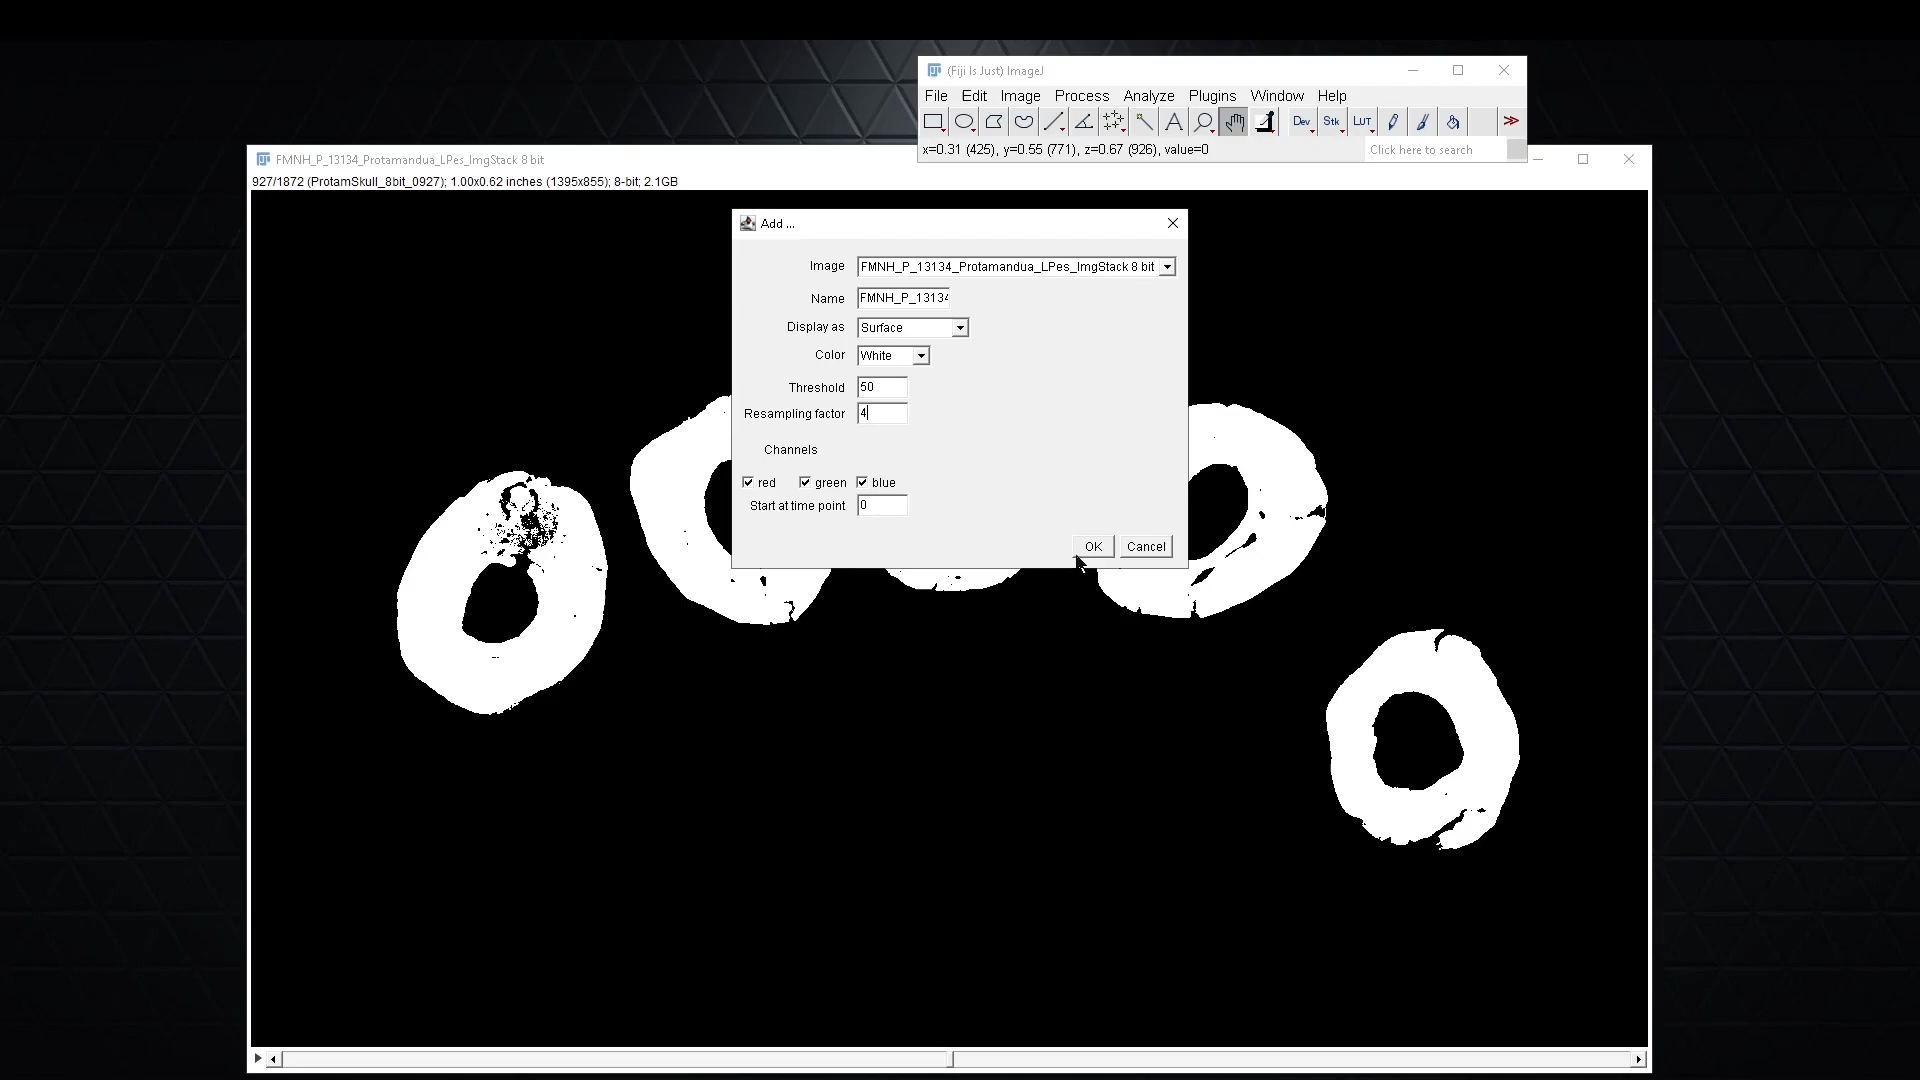 (Fiji Is Just) ImageJ
File Edit Image Process Analyze Plugins Window Help
Dev Stk LUT
x=0.31 (425), y=0.55 (771), z=0.67 (926), value=0
Click here to search
FMNH_P_13134_Protamandua_LPes_ImgStack 8 bit
927/1872 (ProtamSkull_8bit_0927); 1.00x0.62 inches (1395x855); 8-bit; 2.1GB
Add ...
Image FMNH_P_13134_Protamandua_LPes_ImgStack 8 bit
Name FMNH_P_13134
Display as Surface
Color White
Threshold 50
Resampling factor 4
Channels
red green blue
Start at time point 0
OK Cancel